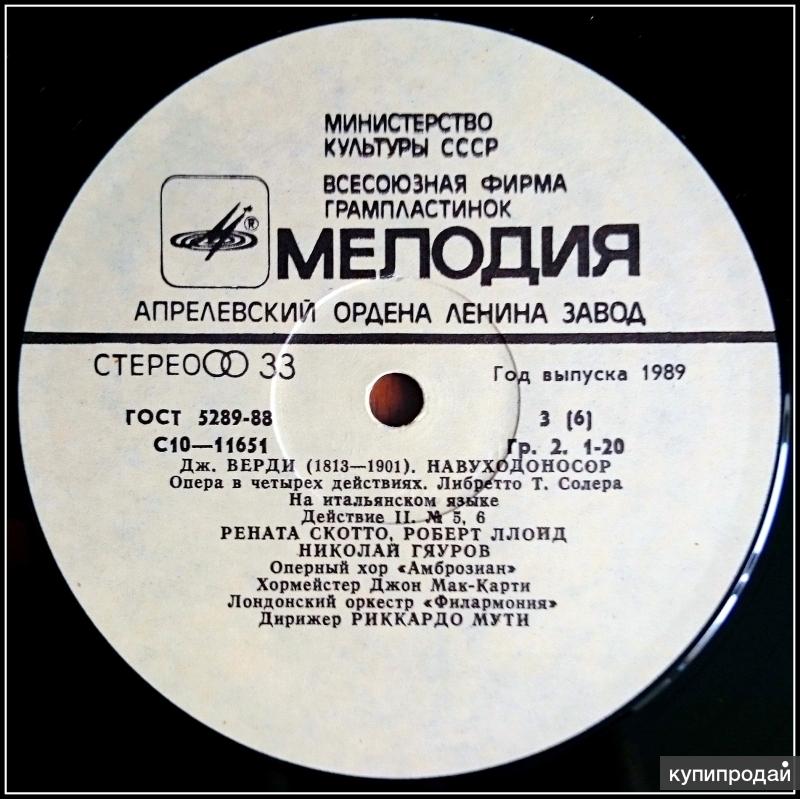 МИНИСТЕРСТВО
КУЛЬТУРЫ СССР
ВСЕСОЮЗНАЯ ФИРМА
ГРАМПЛАСТИНОК
®
МЕЛОДИЯ
АПРЕЛЕВСКИЙ ОРДЕНА ЛЕНИНА ЗАВОД
СТЕРЕО 33
Год выпуска 1989
ГОСТ 5289-88
3 (6)
С10—11651
Гр. 2. 1-20
Дж. ВЕРДИ (1813—1901). НАВУХОДОНОСОР
Опера в четырех действиях. Либретто Т. Солера
На итальянском языке
Действие II. № 5, 6
РЕНАТА СКОТТО, РОБЕРТ ЛЛОЙД
НИКОЛАЙ ГЯУРОВ
Оперный хор «Амброзиан»
Хормейстер Джон Мак-Карти
Лондонский оркестр «Филармония»
Дирижер РИККАРДО МУТИ
купипродай